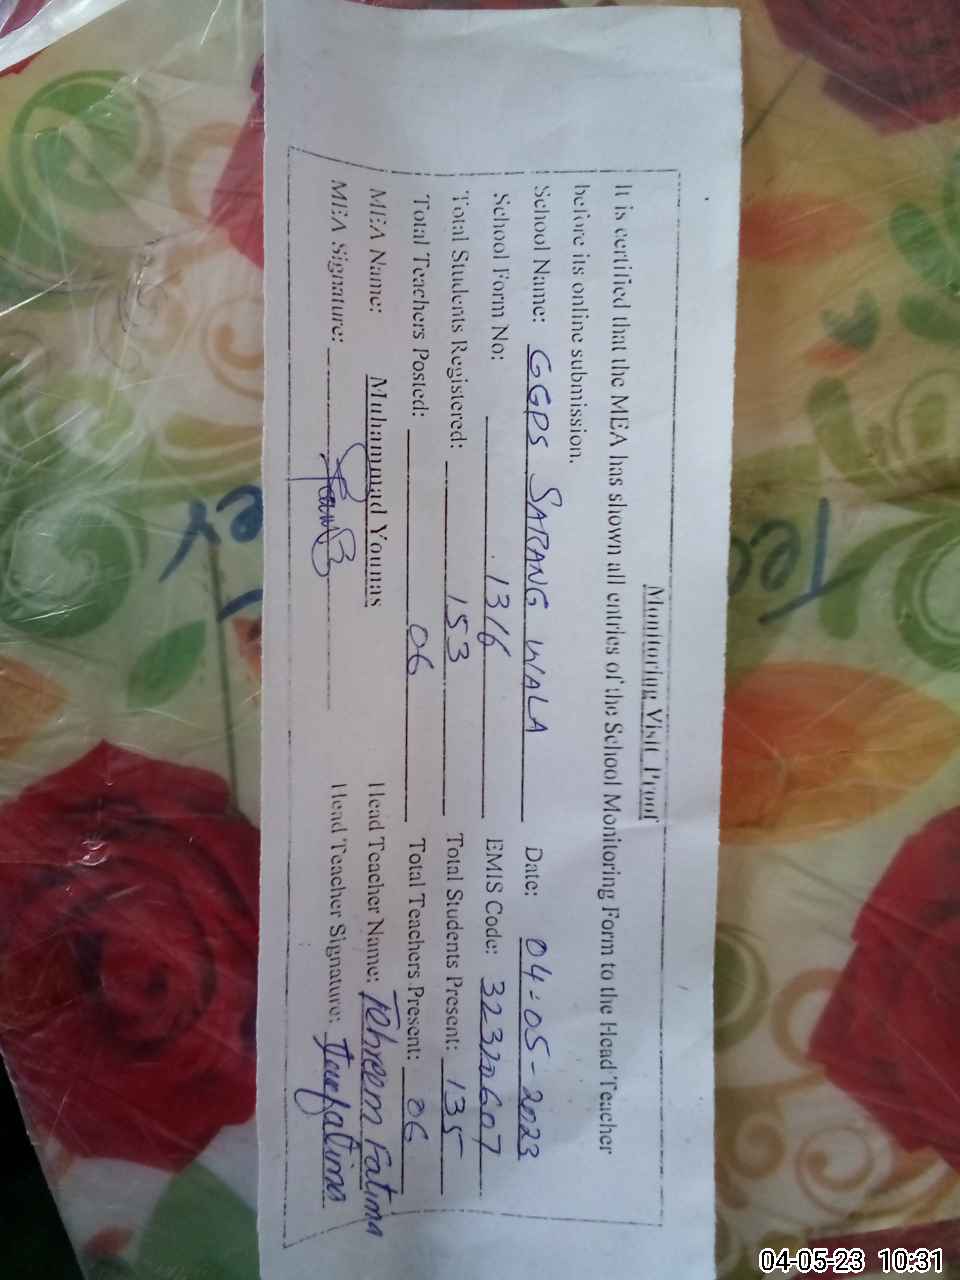 Monitoring Visit Proof
It is certified that the MEA has shown all entries of the School Monitoring Form to the Head Teacher
before its online submission.
School Name: GGPS SARANG WALA Date: 04-05-2023
School Form No: 1316 EMIS Code: 32320607
Total Students Registered: 153 Total Students Present: 135
Total Teachers Posted: 06 Total Teachers Present: 06
MEA Name: Muhammad Younas Head Teacher Name: Tehreem Fatima
MEA Signature: Head Teacher Signature:
04-05-23 10:31